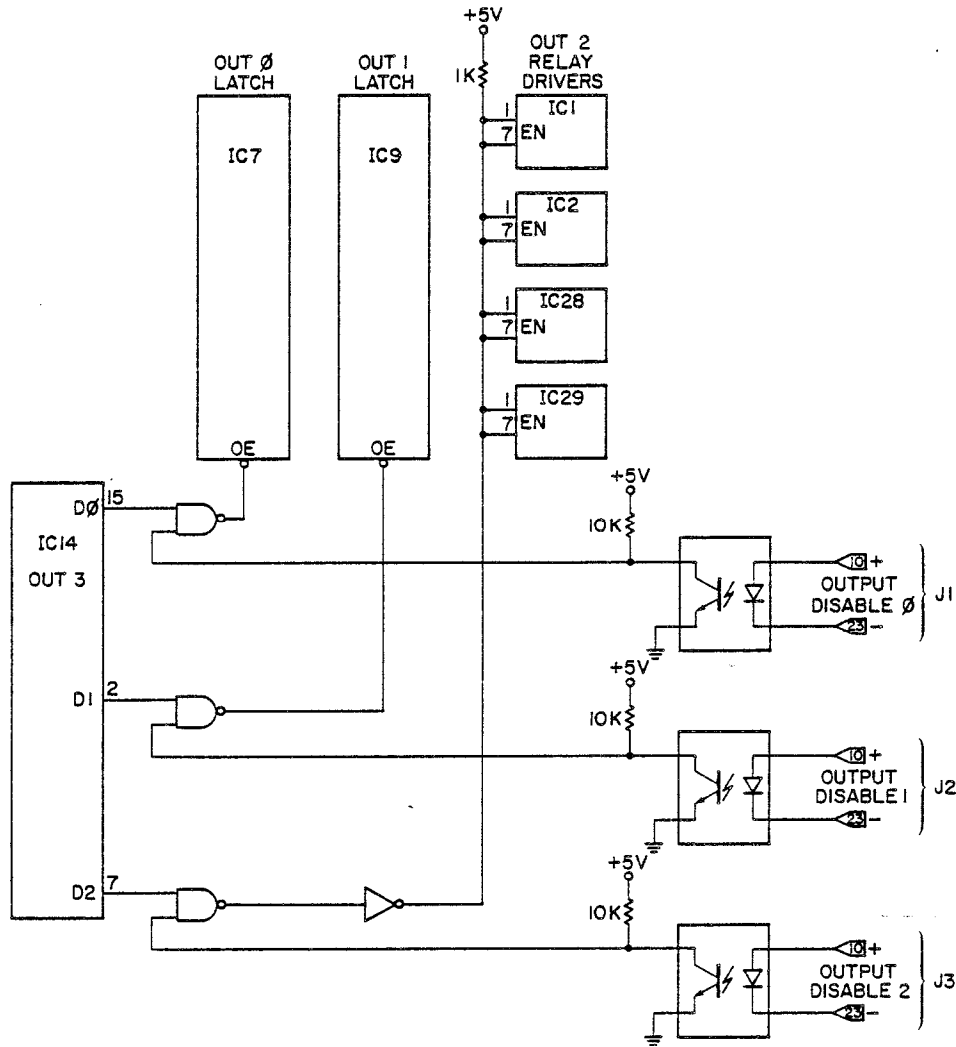 +5V
OUT Ø
LATCH
OUT 1
LATCH
OUT 2
RELAY
DRIVERS
1K
IC7
IC9
IC1
1
7
EN
IC2
1
7
EN
IC28
1
7
EN
IC29
1
7
EN
OE
OE
+5V
DØ
15
10K
IC14
OUT 3
10
+
OUTPUT
DISABLE Ø
J1
23
-
+5V
D1
2
10K
10
+
OUTPUT
DISABLE 1
J2
23
-
+5V
D2
7
10K
10
+
OUTPUT
DISABLE 2
J3
23
-